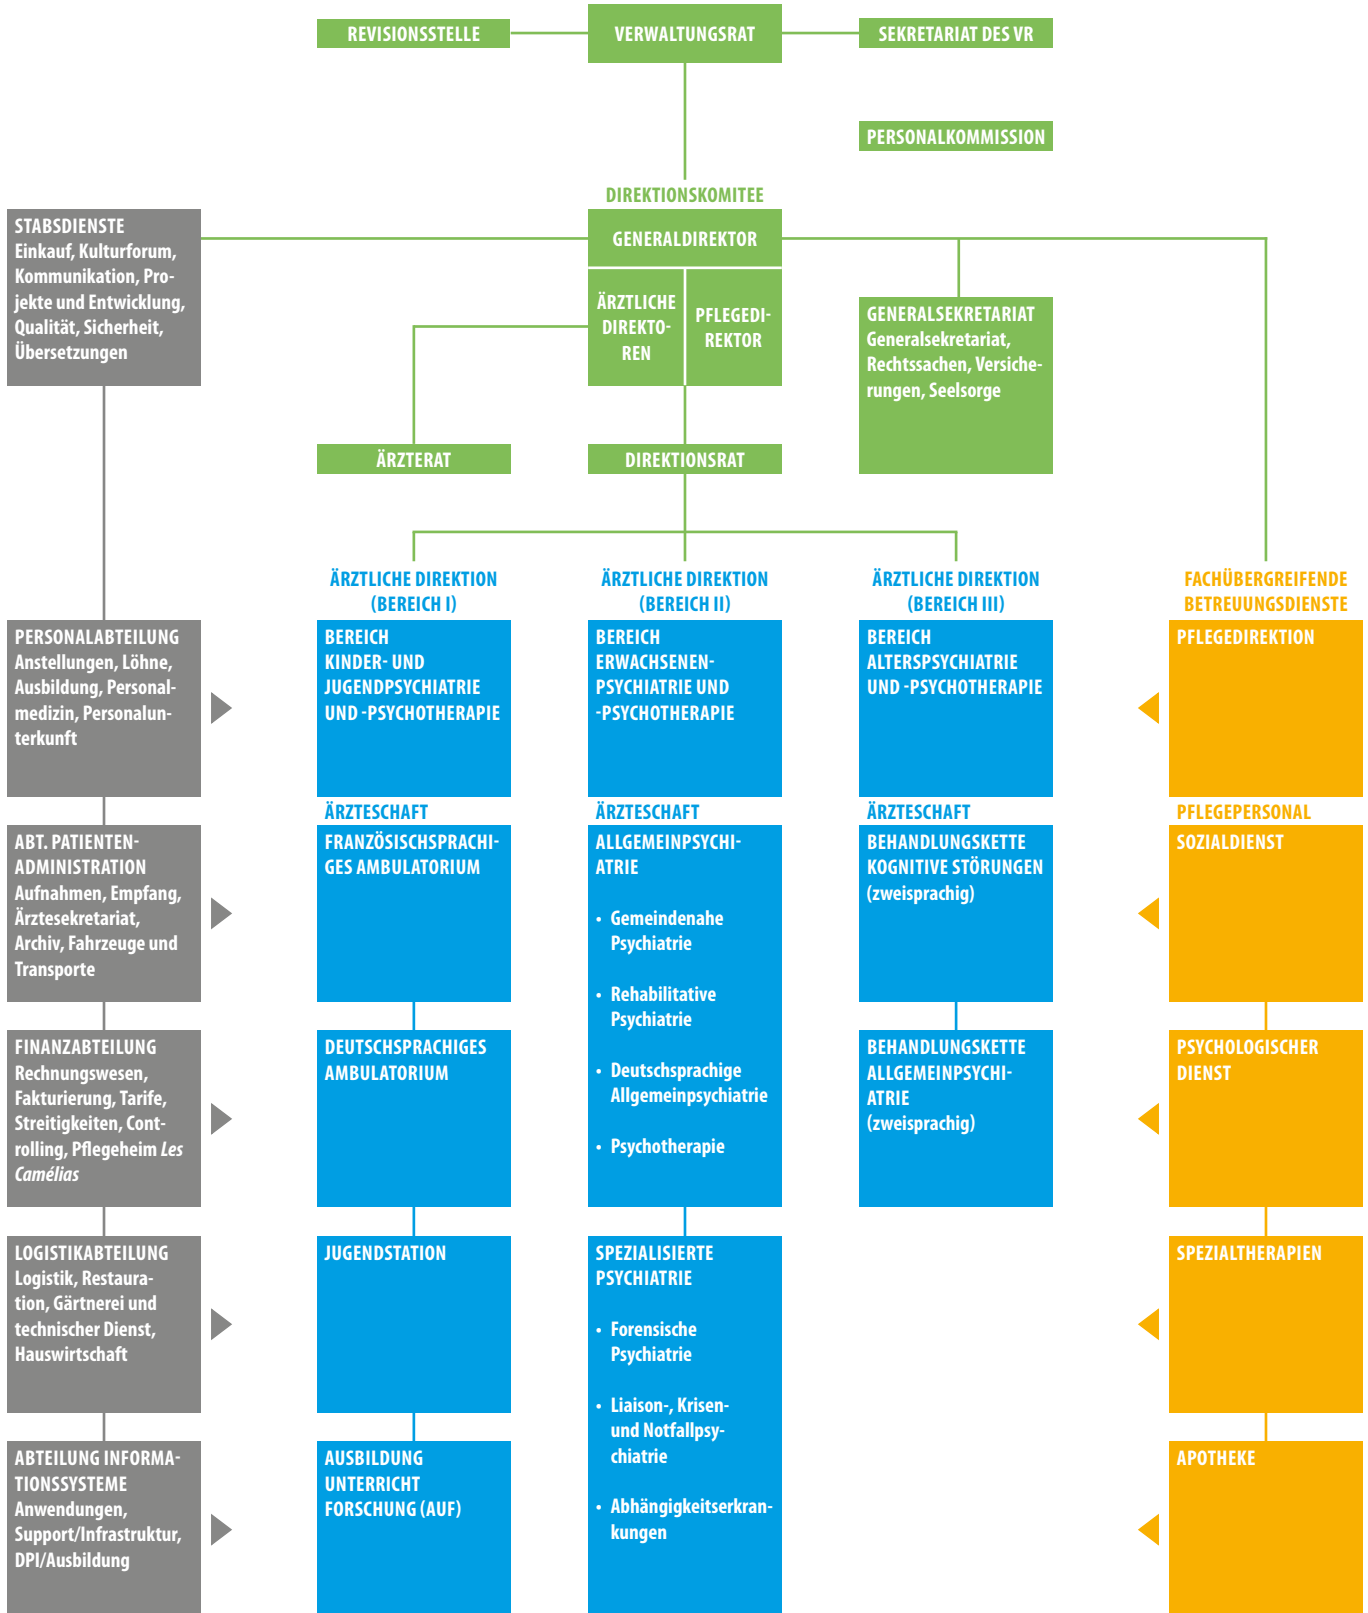 REVISIONSSTELLE
VERWALTUNGSRAT
SEKRETARIAT DES VR
PERSONALKOMMISSION
DIREKTIONSKOMITEE
GENERALDIREKTOR
ÄRZTLICHE
DIREKTO-
REN
PFLEGEDI-
REKTOR
STABSDIENSTE
Einkauf, Kulturforum,
Kommunikation, Pro-
jekte und Entwicklung,
Qualität, Sicherheit,
Übersetzungen
GENERALSEKRETARIAT
Generalsekretariat,
Rechtssachen, Versiche-
rungen, Seelsorge
ÄRZTERAT
DIREKTIONSRAT
PERSONALABTEILUNG
Anstellungen, Löhne,
Ausbildung, Personal-
medizin, Personalun-
terkunft
ABT. PATIENTEN-
ADMINISTRATION
Aufnahmen, Empfang,
Ärztesekretariat,
Archiv, Fahrzeuge und
Transporte
FINANZABTEILUNG
Rechnungswesen,
Fakturierung, Tarife,
Streitigkeiten, Cont-
rolling, Pflegeheim Les
Camélias
LOGISTIKABTEILUNG
Logistik, Restaura-
tion, Gärtnerei und
technischer Dienst,
Hauswirtschaft
ABTEILUNG INFORMA-
TIONSSYSTEME
Anwendungen,
Support/Infrastruktur,
DPI/Ausbildung
ÄRZTLICHE DIREKTION
(BEREICH I)
BEREICH
KINDER- UND
JUGENDPSYCHIATRIE
UND -PSYCHOTHERAPIE
ÄRZTESCHAFT
FRANZÖSISCHSPRACHI-
GES AMBULATORIUM
DEUTSCHSPRACHIGES
AMBULATORIUM
JUGENDSTATION
AUSBILDUNG
UNTERRICHT
FORSCHUNG (AUF)
ÄRZTLICHE DIREKTION
(BEREICH II)
BEREICH
ERWACHSENEN-
PSYCHIATRIE UND
-PSYCHOTHERAPIE
ÄRZTESCHAFT
ALLGEMEINPSYCHI-
ATRIE
• Gemeindenahe
Psychiatrie
• Rehabilitative
Psychiatrie
• Deutschsprachige
Allgemeinpsychiatrie
• Psychotherapie
SPEZIALISIERTE
PSYCHIATRIE
• Forensische
Psychiatrie
• Liaison-, Krisen-
und Notfallpsy-
chiatrie
• Abhängigkeitserkran-
kungen
ÄRZTLICHE DIREKTION
(BEREICH III)
BEREICH
ALTERSPSYCHIATRIE
UND -PSYCHOTHERAPIE
ÄRZTESCHAFT
BEHANDLUNGSKETTE
KOGNITIVE STÖRUNGEN
(zweisprachig)
BEHANDLUNGSKETTE
ALLGEMEINPSYCHI-
ATRIE
(zweisprachig)
FACHÜBERGREIFENDE
BETREUUNGSDIENSTE
PFLEGEDIREKTION
PFLEGEPERSONAL
SOZIALDIENST
PSYCHOLOGISCHER
DIENST
SPEZIALTHERAPIEN
APOTHEKE